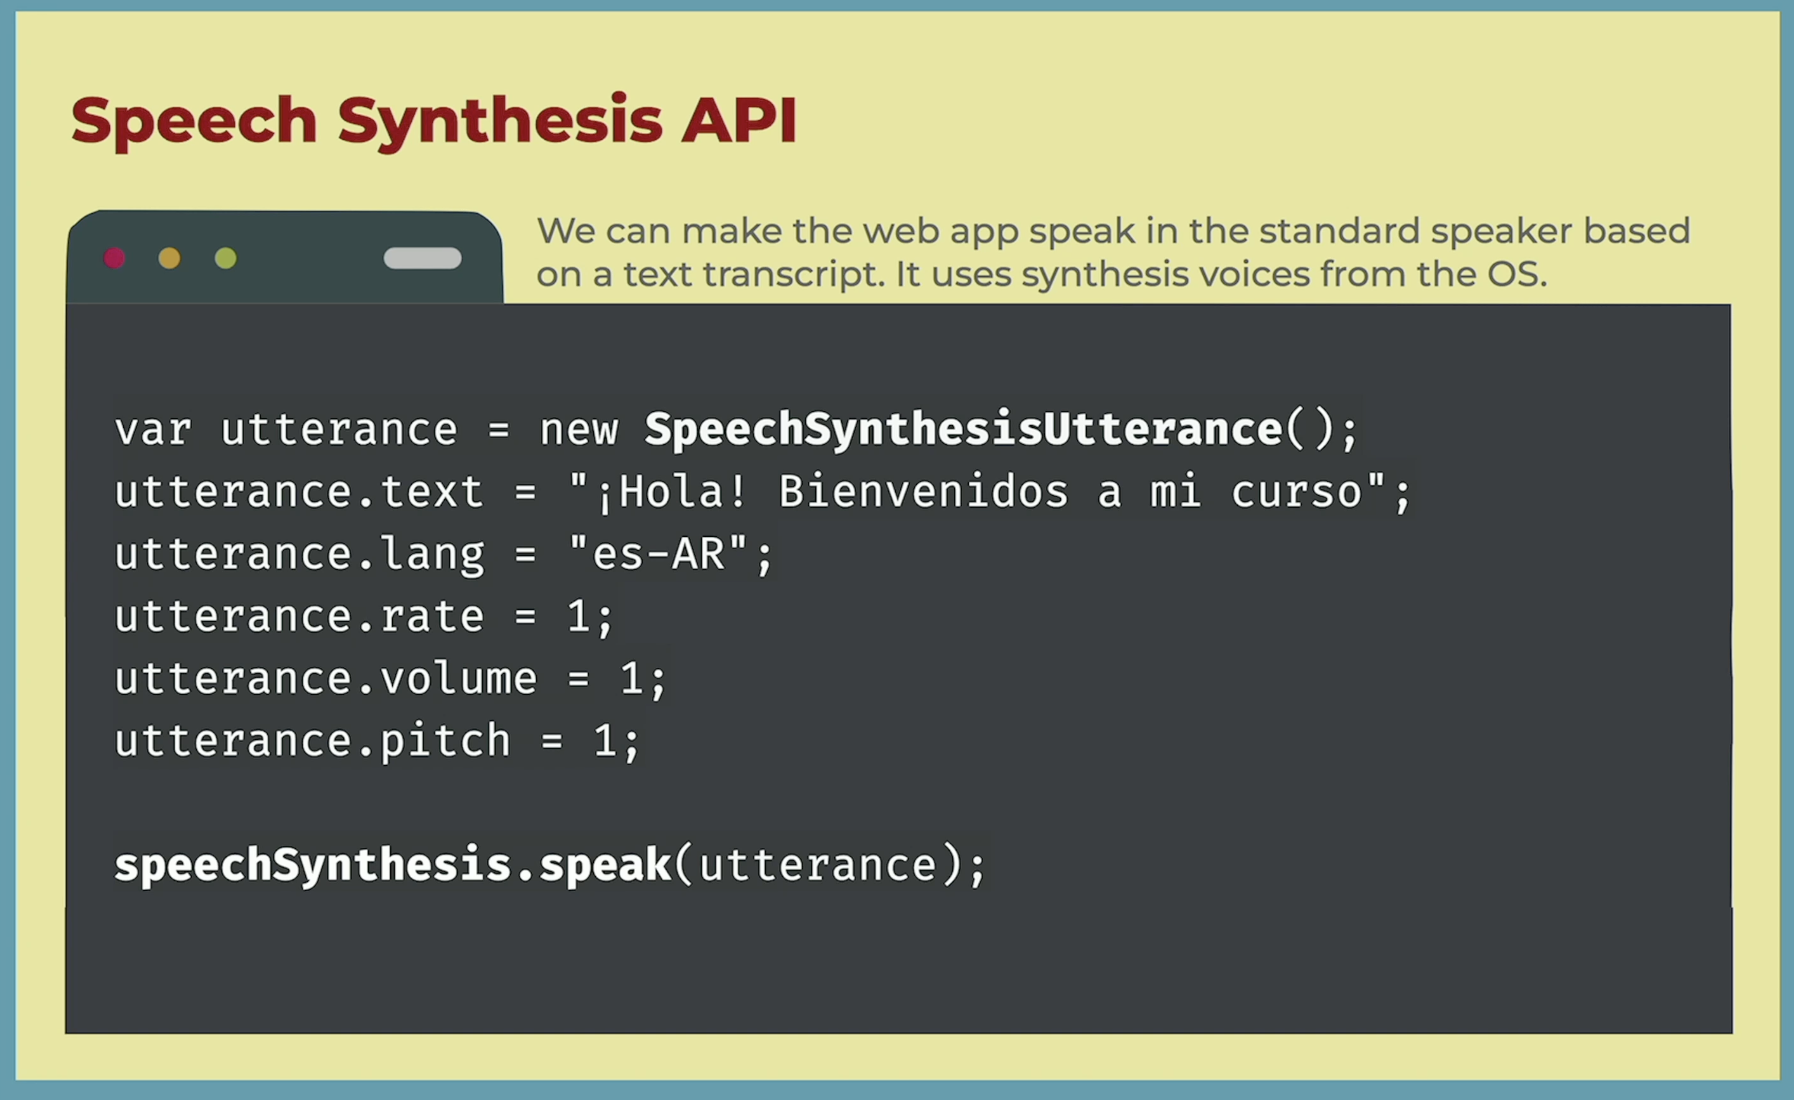 Speech Synthesis API
We can make the web app speak in the standard speaker based
on a text transcript. It uses synthesis voices from the OS.
var utterance = new SpeechSynthesisUtterance();
utterance.text = "¡Hola! Bienvenidos a mi curso";
utterance.lang = "es-AR";
utterance.rate = 1;
utterance.volume = 1;
utterance.pitch = 1;
speechSynthesis.speak(utterance);